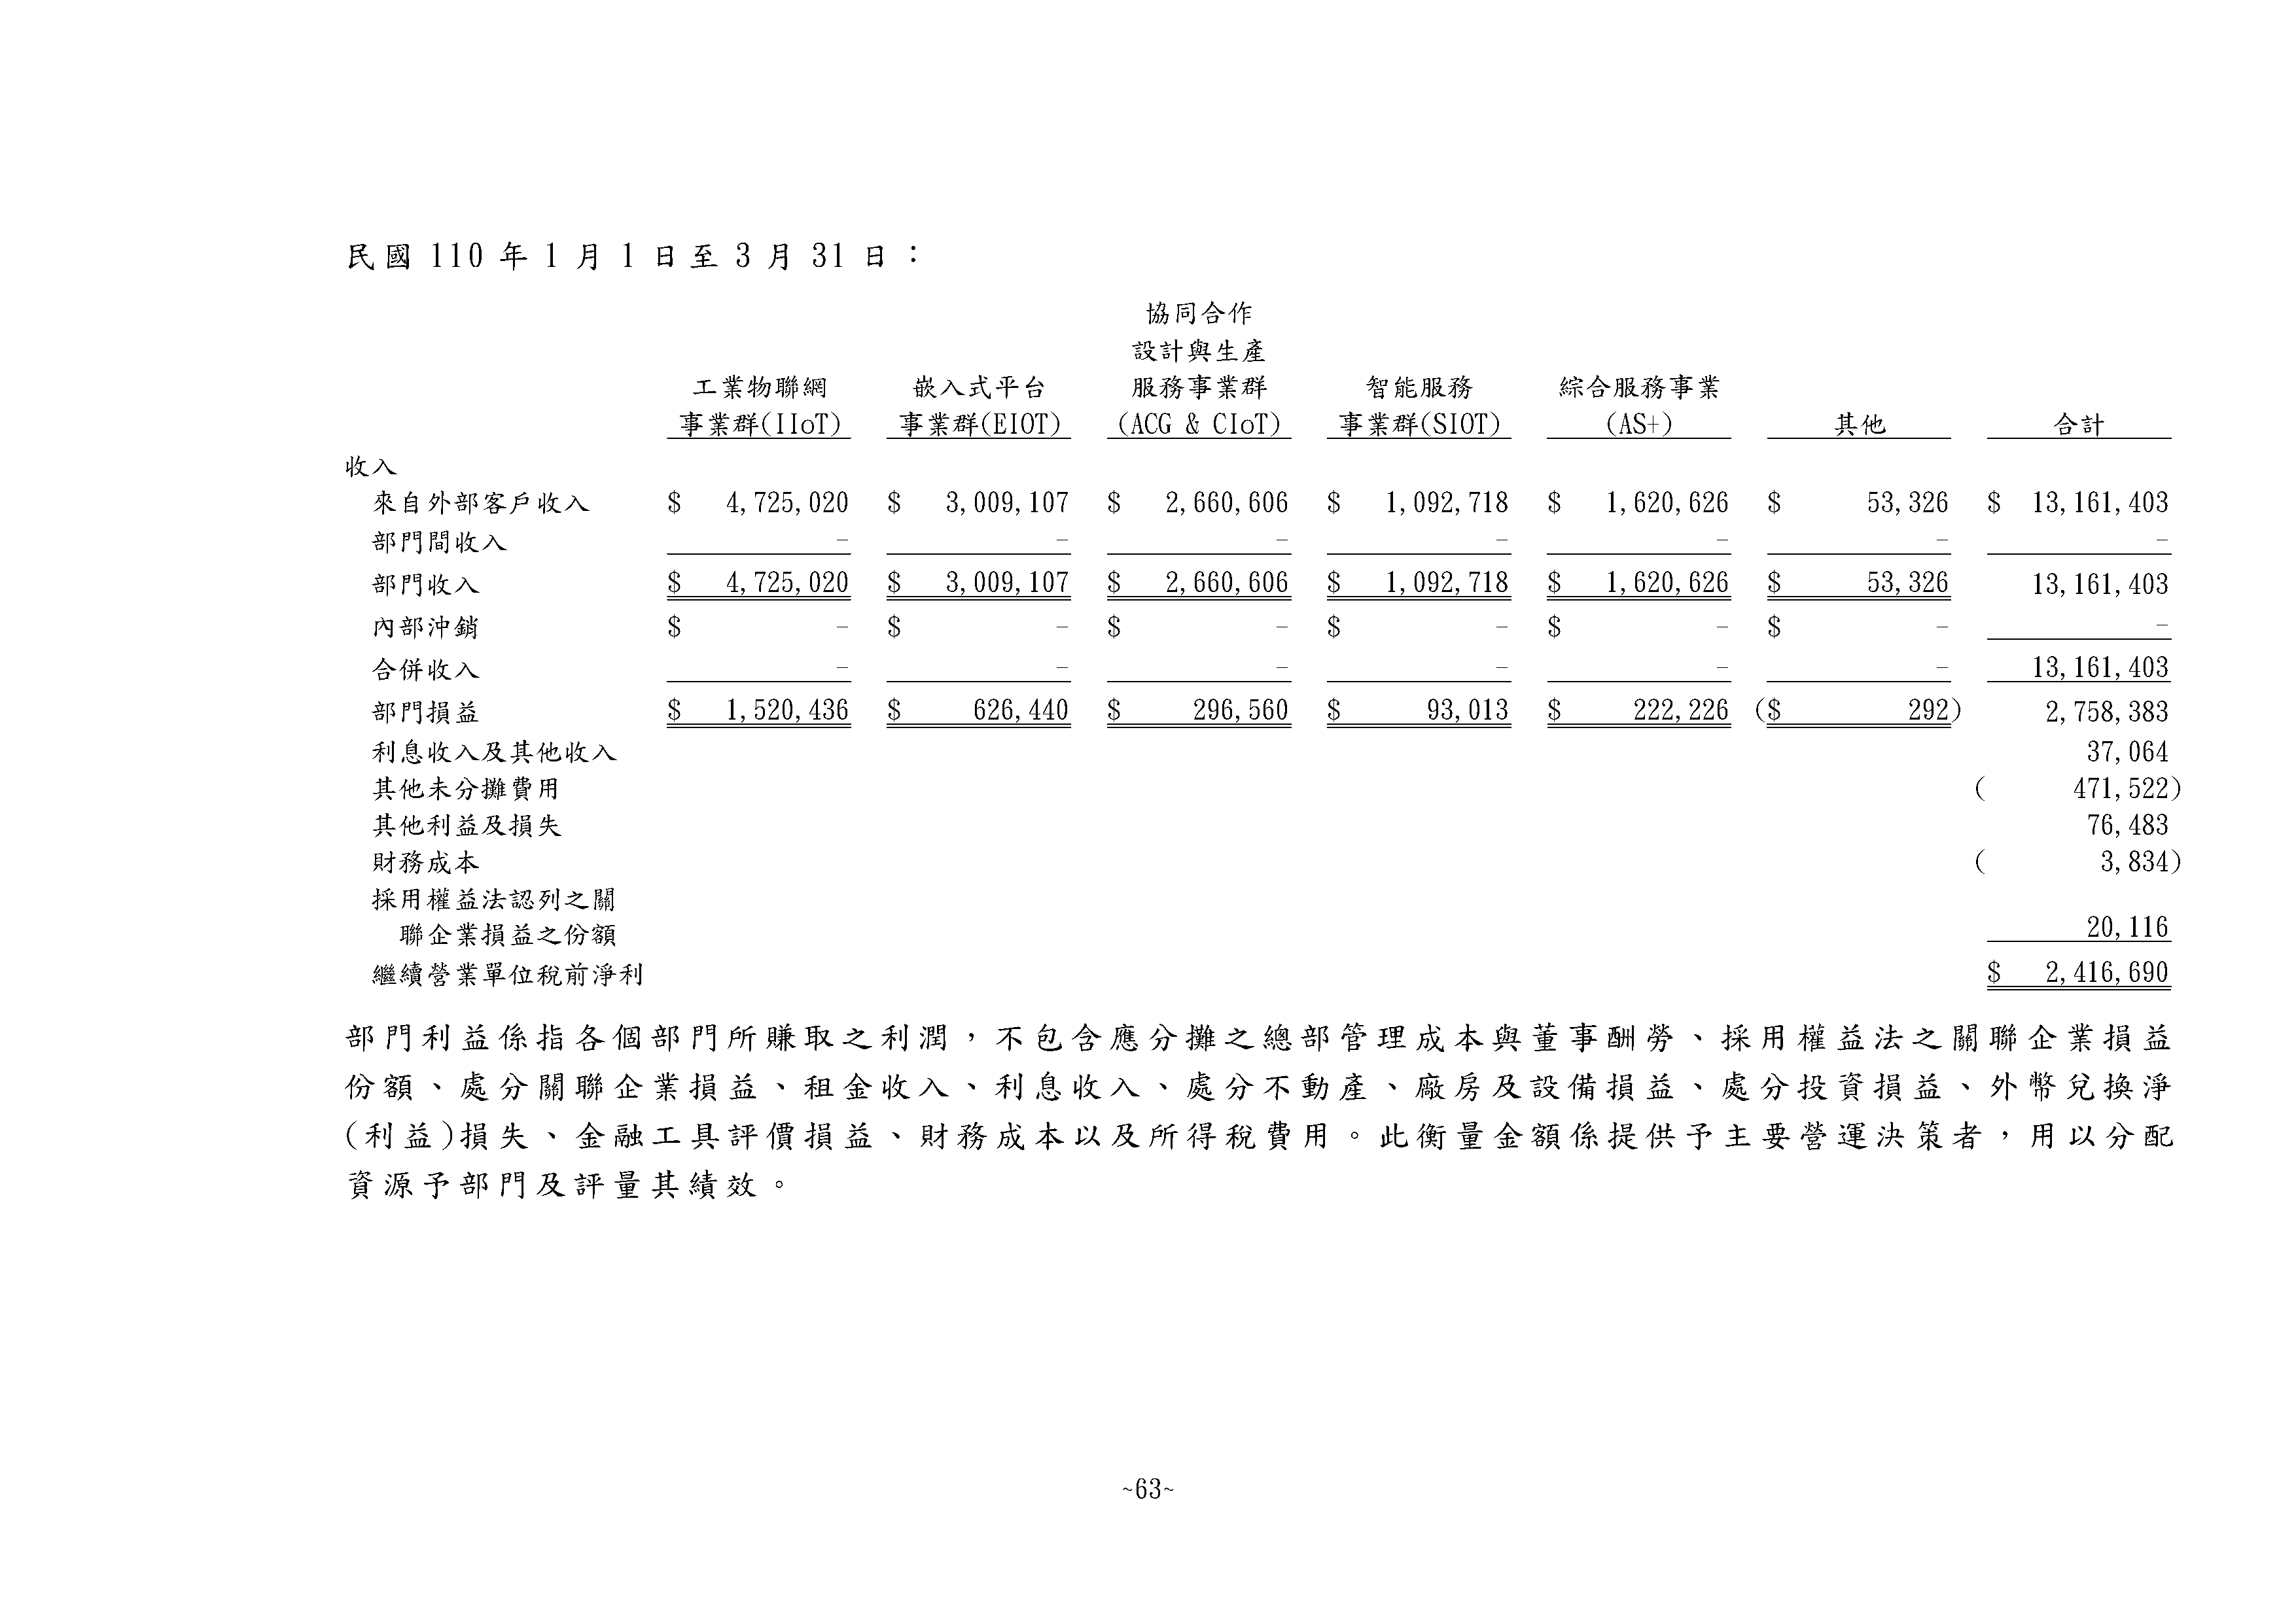 民國 110 年 1 月 1 日至 3 月 31 日：
協同合作
設計與生產
工業物聯網 嵌入式平台 服務事業群 智能服務 綜合服務事業
事業群(IIoT) 事業群(EIOT) (ACG & CIoT) 事業群(SIOT) (AS+) 其他 合計
收入
來自外部客戶收入 $ 4,725,020 $ 3,009,107 $ 2,660,606 $ 1,092,718 $ 1,620,626 $ 53,326 $ 13,161,403
部門間收入 - - - - - - -
部門收入 $ 4,725,020 $ 3,009,107 $ 2,660,606 $ 1,092,718 $ 1,620,626 $ 53,326 13,161,403
內部沖銷 $ - $ - $ - $ - $ - $ - -
合併收入 - - - - - - 13,161,403
部門損益 $ 1,520,436 $ 626,440 $ 296,560 $ 93,013 $ 222,226 ($ 292) 2,758,383
利息收入及其他收入 37,064
其他未分攤費用 ( 471,522)
其他利益及損失 76,483
財務成本 ( 3,834)
採用權益法認列之關
聯企業損益之份額 20,116
繼續營業單位稅前淨利 $ 2,416,690
部門利益係指各個部門所賺取之利潤，不包含應分攤之總部管理成本與董事酬勞、採用權益法之關聯企業損益
份額、處分關聯企業損益、租金收入、利息收入、處分不動產、廠房及設備損益、處分投資損益、外幣兌換淨
(利益)損失、金融工具評價損益、財務成本以及所得稅費用。此衡量金額係提供予主要營運決策者，用以分配
資源予部門及評量其績效。
~63~